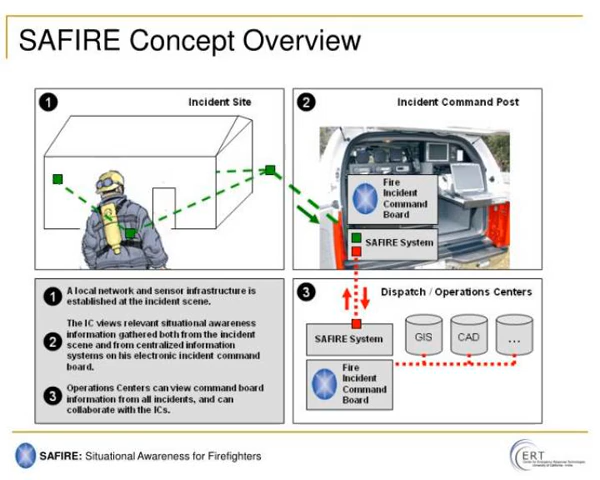 SAFIRE Concept Overview
1
Incident Site
2
Incident Command Post
Fire
Incident
Command
Board
SAFIRE System
1
A local network and sensor infrastructure is
established at the incident scene.
2
The IC views relevant situational awareness
information gathered both from the incident
scene and from centralized information
systems on his electronic incident command
board.
3
Operations Centers can view command board
information from all incidents, and can
collaborate with the ICs.
3
Dispatch / Operations Centers
SAFIRE System
GIS
CAD
...
Fire
Incident
Command
Board
SAFIRE: Situational Awareness for Firefighters
ERT